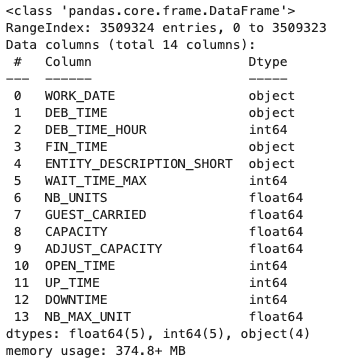 <class 'pandas.core.frame.DataFrame'>
RangeIndex: 3509324 entries, 0 to 3509323
Data columns (total 14 columns):
 #   Column                    Dtype
---  ------                    -----
 0   WORK_DATE                 object
 1   DEB_TIME                  object
 2   DEB_TIME_HOUR             int64
 3   FIN_TIME                  object
 4   ENTITY_DESCRIPTION_SHORT  object
 5   WAIT_TIME_MAX             int64
 6   NB_UNITS                  float64
 7   GUEST_CARRIED             float64
 8   CAPACITY                  float64
 9   ADJUST_CAPACITY           float64
 10  OPEN_TIME                 int64
 11  UP_TIME                   int64
 12  DOWNTIME                  int64
 13  NB_MAX_UNIT               float64
dtypes: float64(5), int64(5), object(4)
memory usage: 374.8+ MB